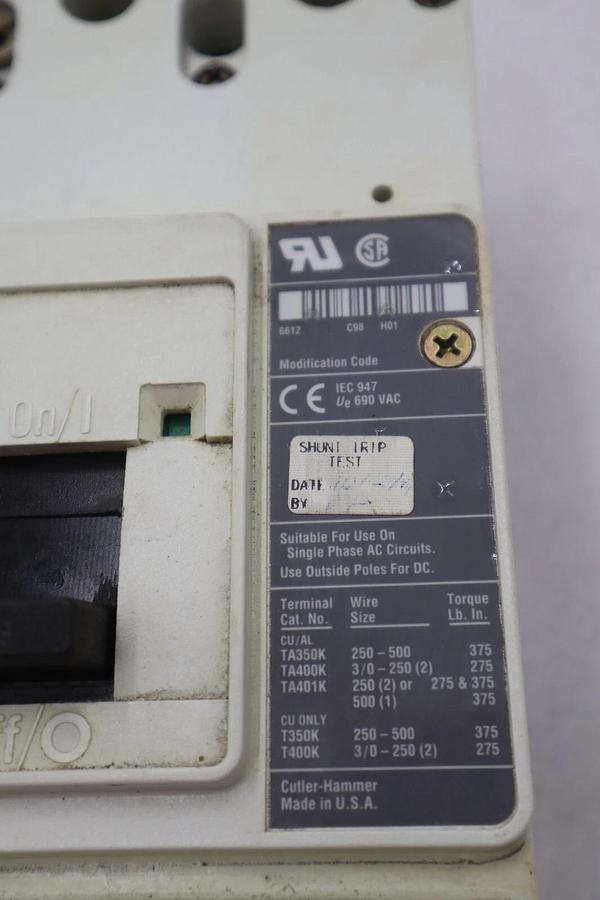 On/I
UR SA
6612 C98 H01
Modification Code
CE IEC 947
Ue 690 VAC
SHUNT TRIP
TEST
DATE
BY
Suitable For Use On
Single Phase AC Circuits.
Use Outside Poles For DC.
Terminal Wire Torque
Cat. No. Size Lb. In.
CU/AL
TA350K 250 – 500 375
TA400K 3/0 – 250 (2) 275
TA401K 250 (2) or 275 & 375
500 (1) 375
CU ONLY
T350K 250 – 500 375
T400K 3/0 – 250 (2) 275
ff/O
Cutler-Hammer
Made in U.S.A.